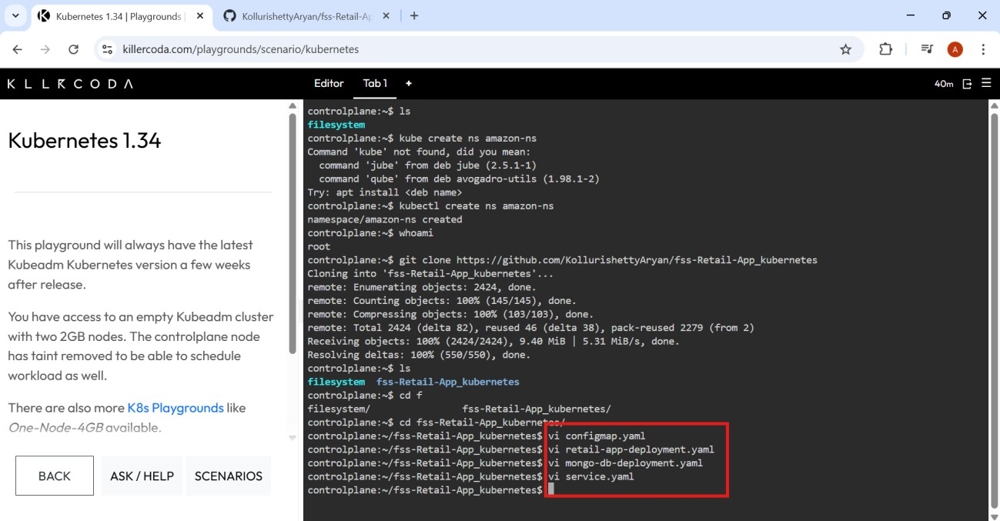 Kubernetes 1.34 | Playgrounds |
KollurishettyAryan/fss-Retail-Ap
killercoda.com/playgrounds/scenario/kubernetes
A
KLLRCODA
Editor Tab 1 +
40m
Kubernetes 1.34
This playground will always have the latest
Kubeadm Kubernetes version a few weeks
after release.
You have access to an empty Kubeadm cluster
with two 2GB nodes. The controlplane node
has taint removed to be able to schedule
workload as well.
There are also more K8s Playgrounds like
One-Node-4GB available.
BACK
ASK / HELP
SCENARIOS
controlplane:~$ ls
filesystem
controlplane:~$ kube create ns amazon-ns
Command 'kube' not found, did you mean:
  command 'jube' from deb jube (2.5.1-1)
  command 'qube' from deb avogadro-utils (1.98.1-2)
Try: apt install <deb name>
controlplane:~$ kubectl create ns amazon-ns
namespace/amazon-ns created
controlplane:~$ whoami
root
controlplane:~$ git clone https://github.com/KollurishettyAryan/fss-Retail-App_kubernetes
Cloning into 'fss-Retail-App_kubernetes'...
remote: Enumerating objects: 2424, done.
remote: Counting objects: 100% (145/145), done.
remote: Compressing objects: 100% (103/103), done.
remote: Total 2424 (delta 82), reused 46 (delta 38), pack-reused 2279 (from 2)
Receiving objects: 100% (2424/2424), 9.40 MiB | 5.31 MiB/s, done.
Resolving deltas: 100% (550/550), done.
controlplane:~$ ls
filesystem  fss-Retail-App_kubernetes
controlplane:~$ cd f
filesystem/                fss-Retail-App_kubernetes/
controlplane:~$ cd fss-Retail-App_kubernetes/
controlplane:~/fss-Retail-App_kubernetes$ vi configmap.yaml
controlplane:~/fss-Retail-App_kubernetes$ vi retail-app-deployment.yaml
controlplane:~/fss-Retail-App_kubernetes$ vi mongo-db-deployment.yaml
controlplane:~/fss-Retail-App_kubernetes$ vi service.yaml
controlplane:~/fss-Retail-App_kubernetes$